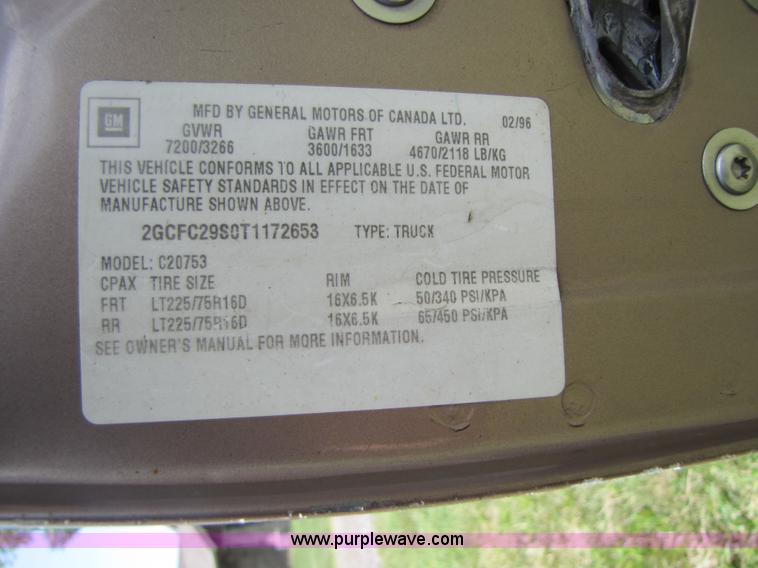 GM
MFD BY GENERAL MOTORS OF CANADA LTD. 02/96
GVWR GAWR FRT GAWR RR
7200/3266 3600/1633 4670/2118 LB/KG
THIS VEHICLE CONFORMS TO ALL APPLICABLE U.S. FEDERAL MOTOR
VEHICLE SAFETY STANDARDS IN EFFECT ON THE DATE OF
MANUFACTURE SHOWN ABOVE.
2GCFC29S0T1172653 TYPE: TRUCK
MODEL: C20753
CPAX TIRE SIZE RIM COLD TIRE PRESSURE
FRT LT225/75R16D 16X6.5K 50/340 PSI/KPA
RR LT225/75R16D 16X6.5K 65/450 PSI/KPA
SEE OWNER'S MANUAL FOR MORE INFORMATION.
www.purplewave.com